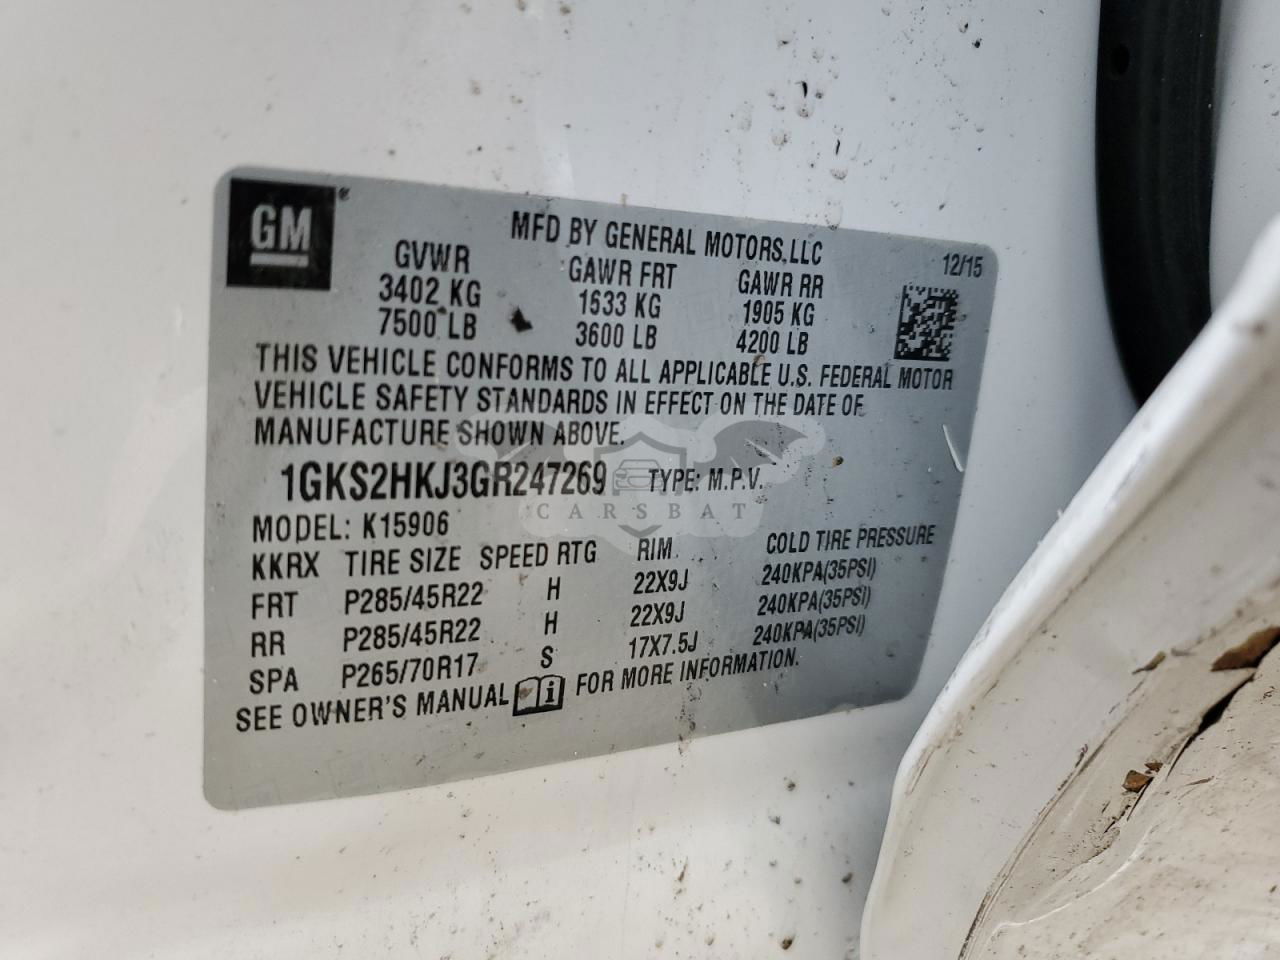 GM ®
MFD BY GENERAL MOTORS, LLC
GVWR GAWR FRT GAWR RR 12/15
3402 KG 1633 KG 1905 KG
7500 LB 3600 LB 4200 LB
THIS VEHICLE CONFORMS TO ALL APPLICABLE U.S. FEDERAL MOTOR
VEHICLE SAFETY STANDARDS IN EFFECT ON THE DATE OF
MANUFACTURE SHOWN ABOVE.
1GKS2HKJ3GR247269 TYPE: M.P.V.
CARSBAT
MODEL: K15906
KKRX TIRE SIZE SPEED RTG RIM COLD TIRE PRESSURE
FRT P285/45R22 H 22X9J 240KPA(35PSI)
RR P285/45R22 H 22X9J 240KPA(35PSI)
SPA P265/70R17 S 17X7.5J 240KPA(35PSI)
SEE OWNER'S MANUAL i FOR MORE INFORMATION.